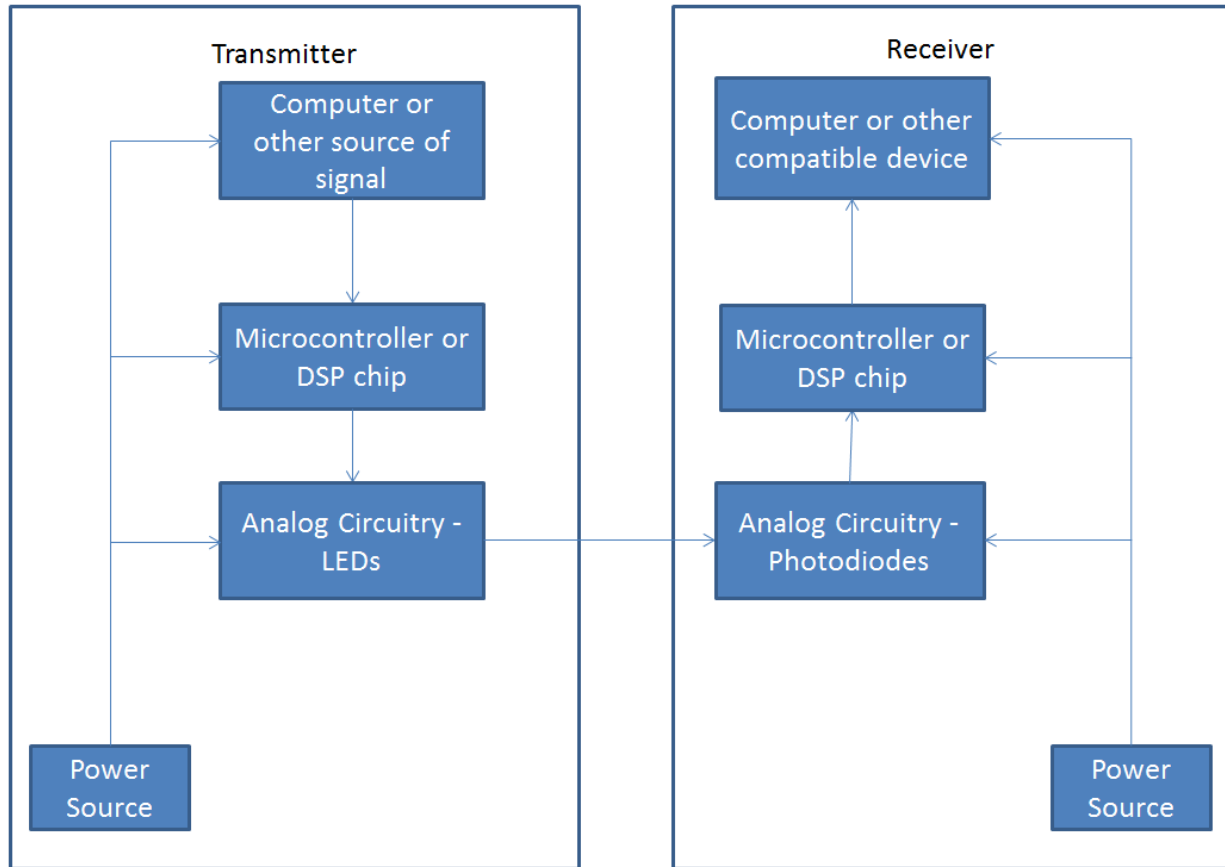 Transmitter
Computer or
other source of
signal
Microcontroller or
DSP chip
Analog Circuitry -
LEDs
Power
Source
Receiver
Computer or other
compatible device
Microcontroller or
DSP chip
Analog Circuitry -
Photodiodes
Power
Source